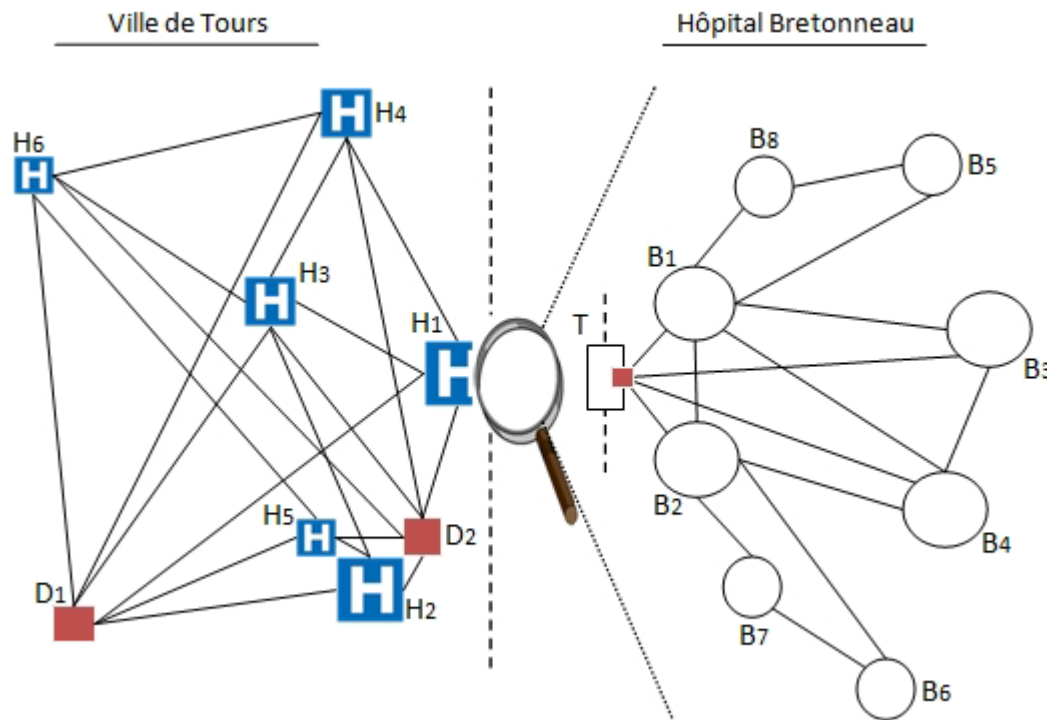 Ville de Tours
Hôpital Bretonneau
H
H4
H
H6
H
H3
H
H1
H
H5
H
D2
H
H2
D1
T
B8
B5
B1
B3
B2
B4
B7
B6